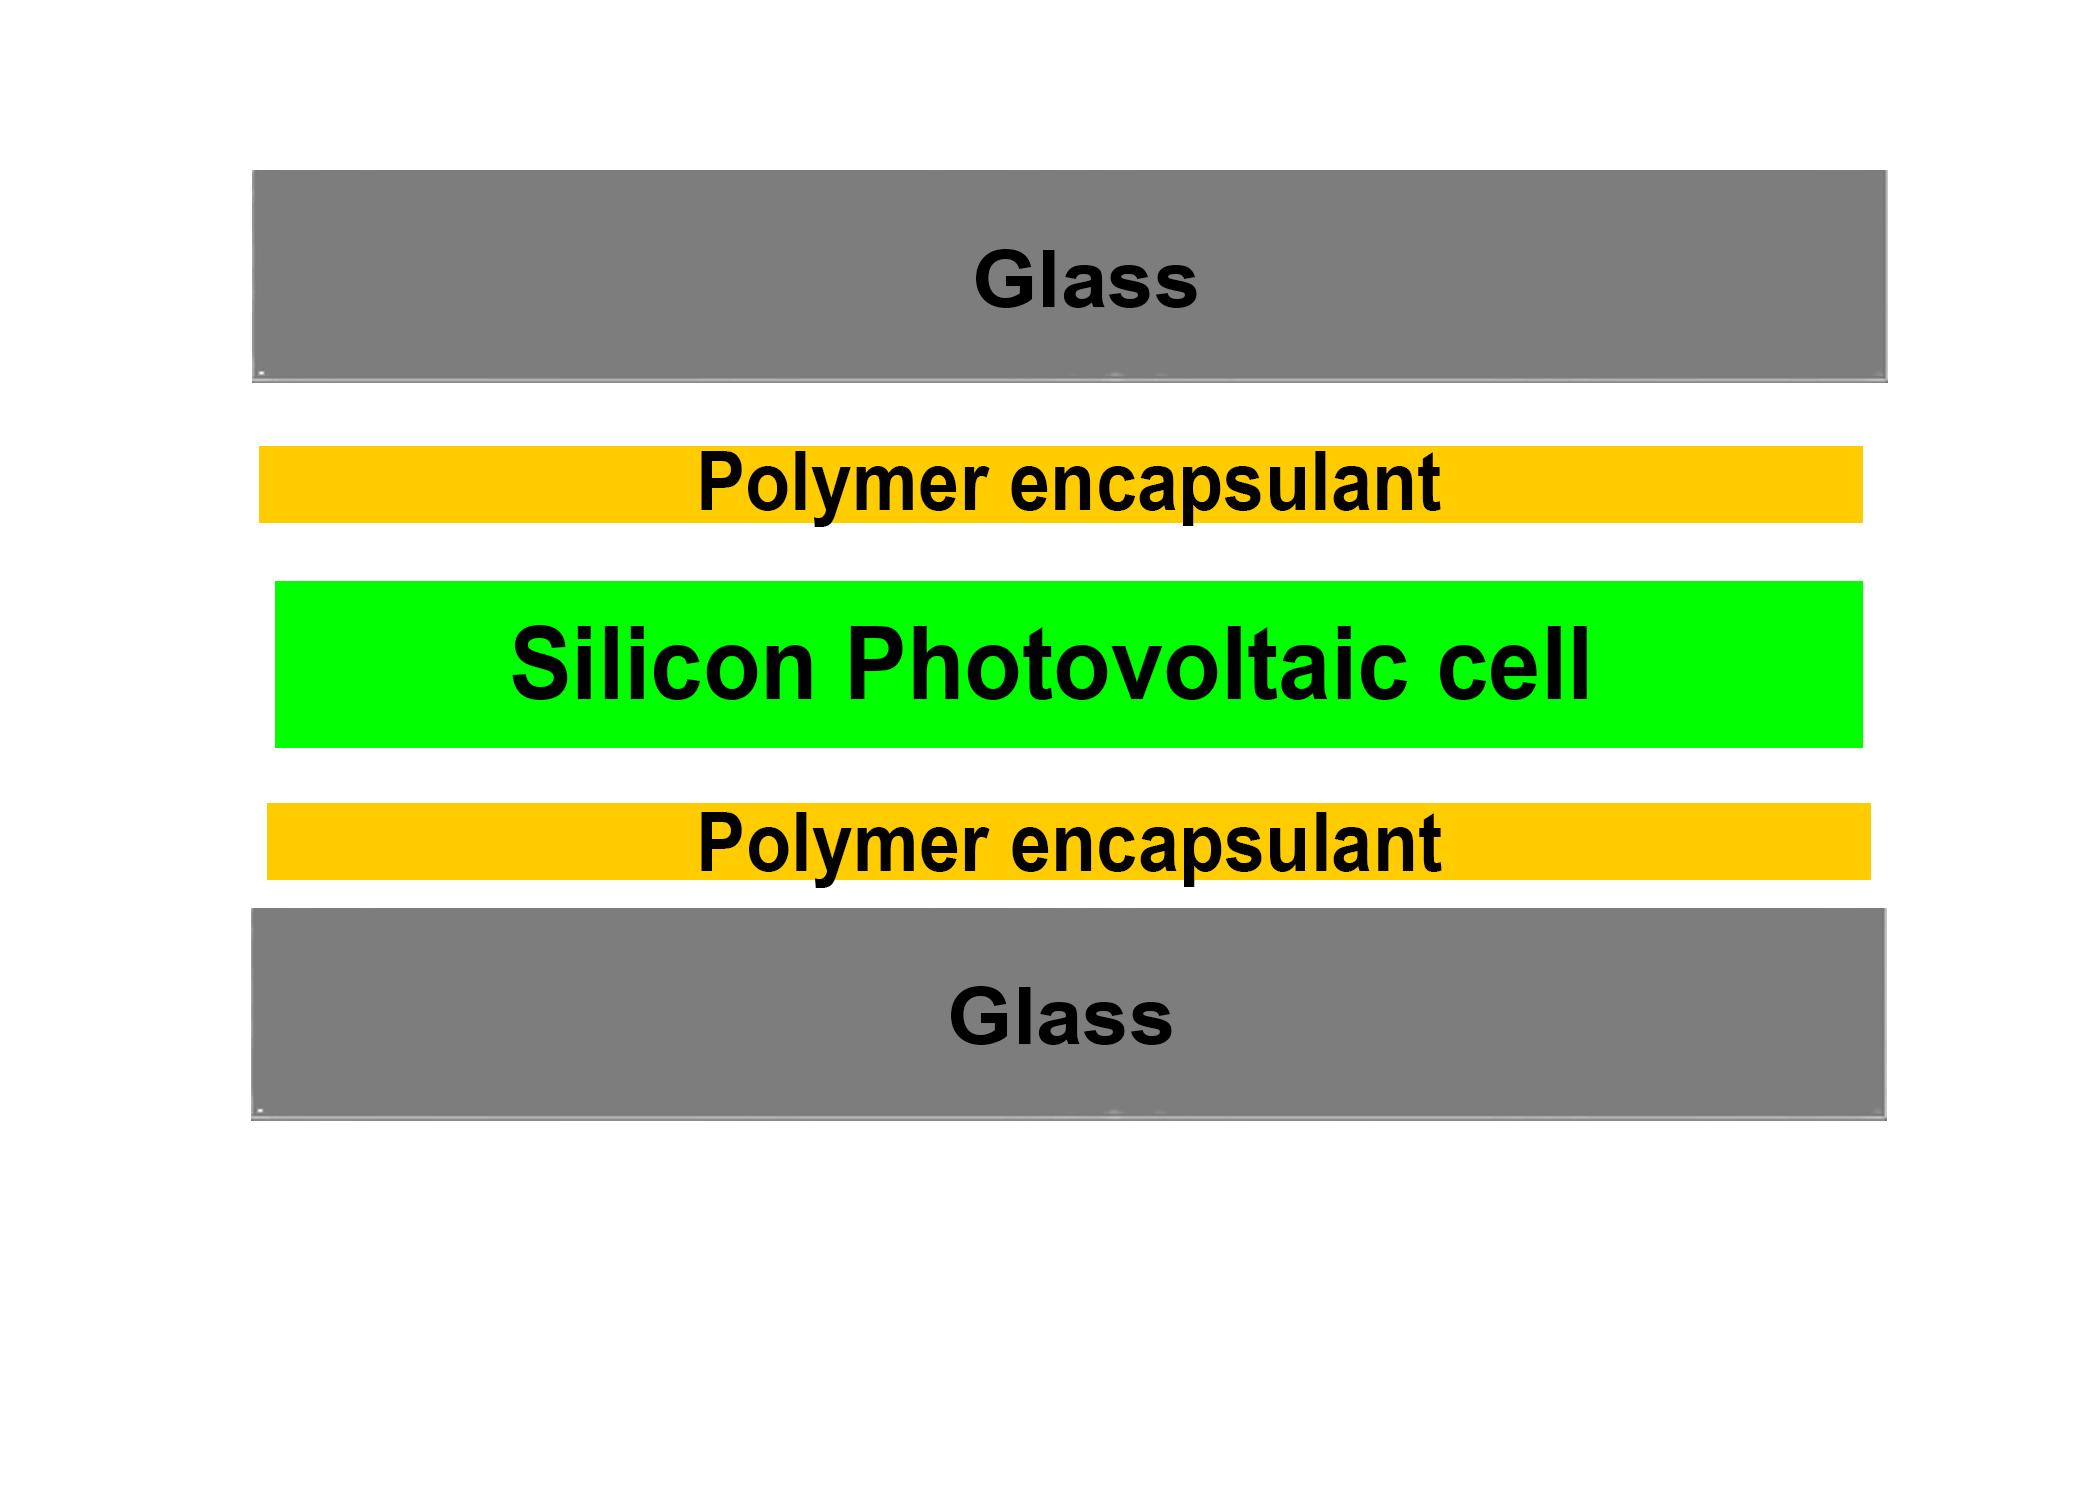 Glass
Polymer encapsulant
Silicon Photovoltaic cell
Polymer encapsulant
Glass